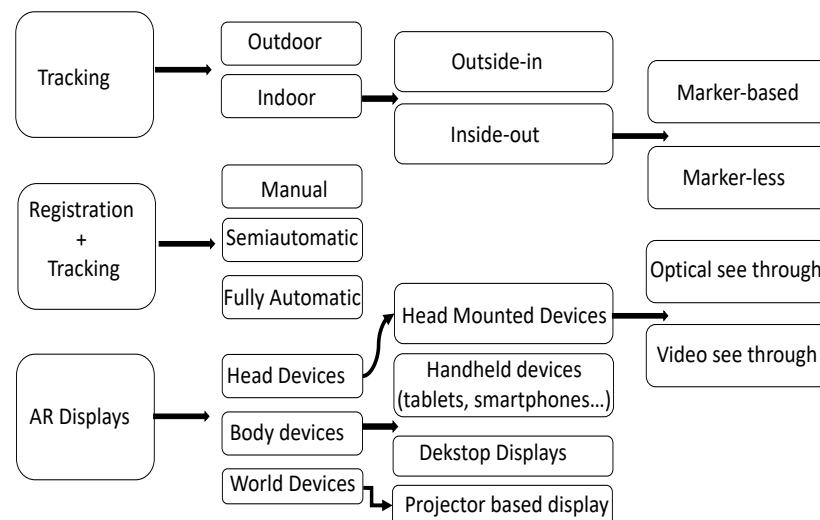 Tracking
Outdoor
Indoor
Outside-in
Inside-out
Marker-based
Marker-less
Registration
+
Tracking
Manual
Semiautomatic
Fully Automatic
AR Displays
Head Devices
Body devices
World Devices
Head Mounted Devices
Handheld devices
(tablets, smartphones...)
Dekstop Displays
Projector based display
Optical see through
Video see through